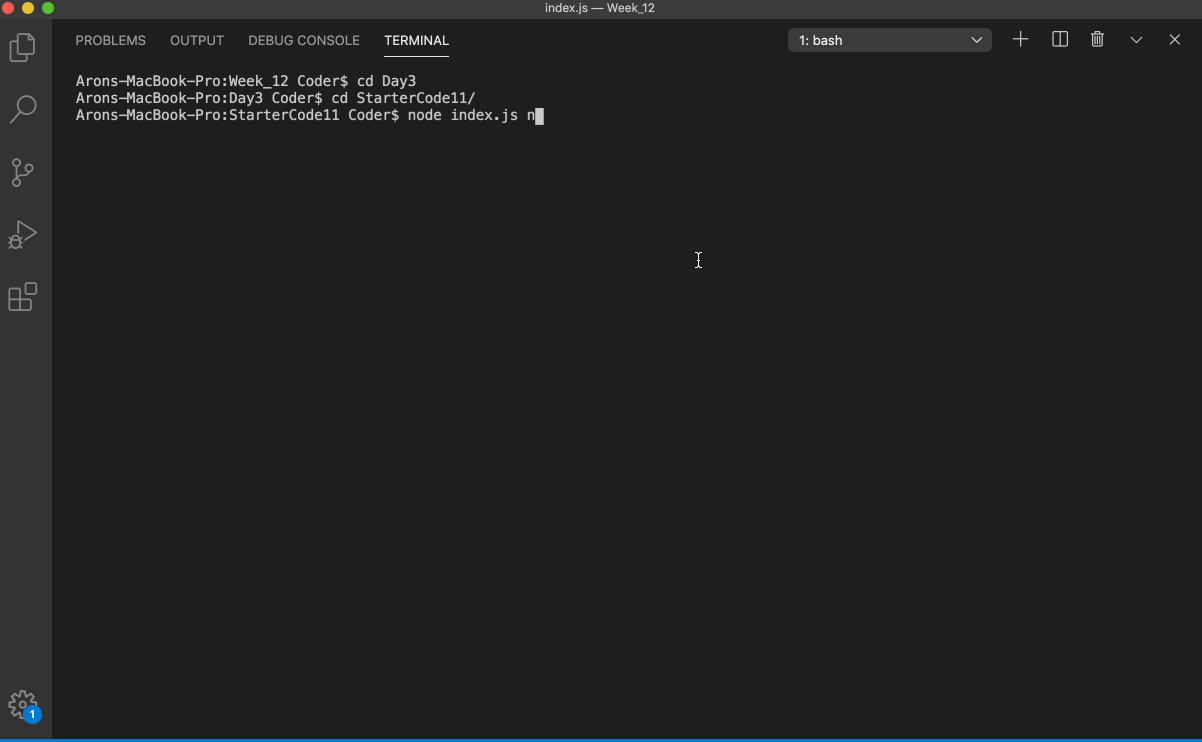 index.js — Week_12
PROBLEMS OUTPUT DEBUG CONSOLE TERMINAL 1: bash
Arons-MacBook-Pro:Week_12 Coder$ cd Day3
Arons-MacBook-Pro:Day3 Coder$ cd StarterCode11/
Arons-MacBook-Pro:StarterCode11 Coder$ node index.js n
1